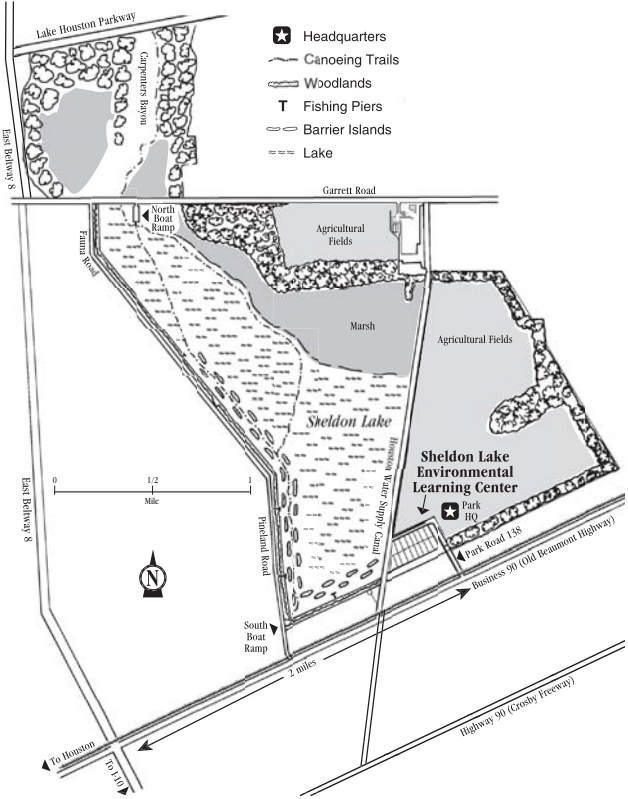 Lake Houston Parkway
Headquarters
Canoeing Trails
Woodlands
T Fishing Piers
Barrier Islands
Lake
Carpenters Bayou
East Beltway 8
Garrett Road
North
Boat
Ramp
Agricultural
Fields
Fauna Road
Marsh
Agricultural Fields
Sheldon Lake
Houston Water Supply Canal
Sheldon Lake
Environmental
Learning Center
Park
HQ
0 1/2 1
Mile
East Beltway 8
Pineland Road
N
Park Road 138
Business 90 (Old Beaumont Highway)
South
Boat
Ramp
2 miles
Highway 90 (Crosby Freeway)
To Houston
To I-10